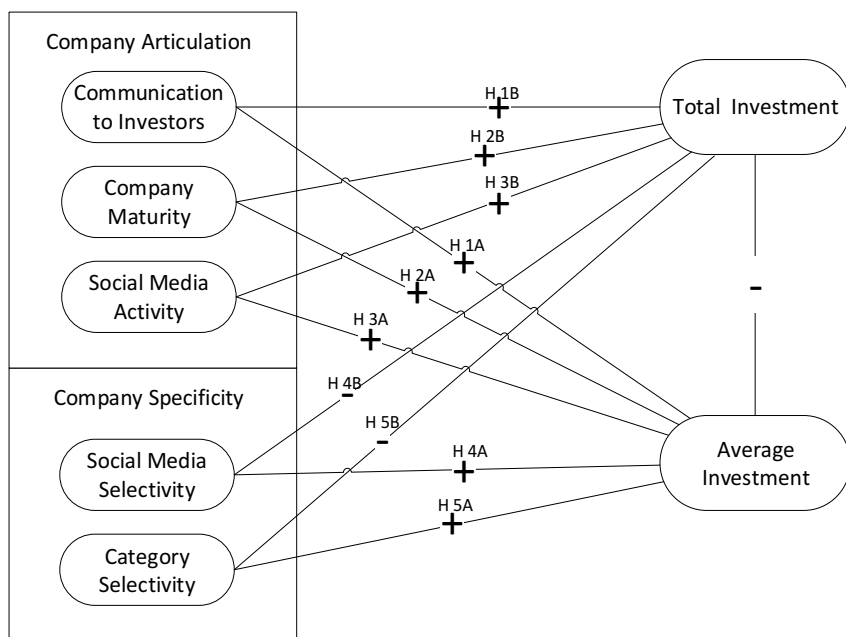 Company Articulation
Communication
to Investors
Company
Maturity
Social Media
Activity
Company Specificity
Social Media
Selectivity
Category
Selectivity
H 1B
+
H 2B
+
H 3B
+
H 1A
+
H 2A
+
H 3A
+
H 4B
-
H 5B
-
H 4A
+
H 5A
+
Total Investment
-
Average
Investment